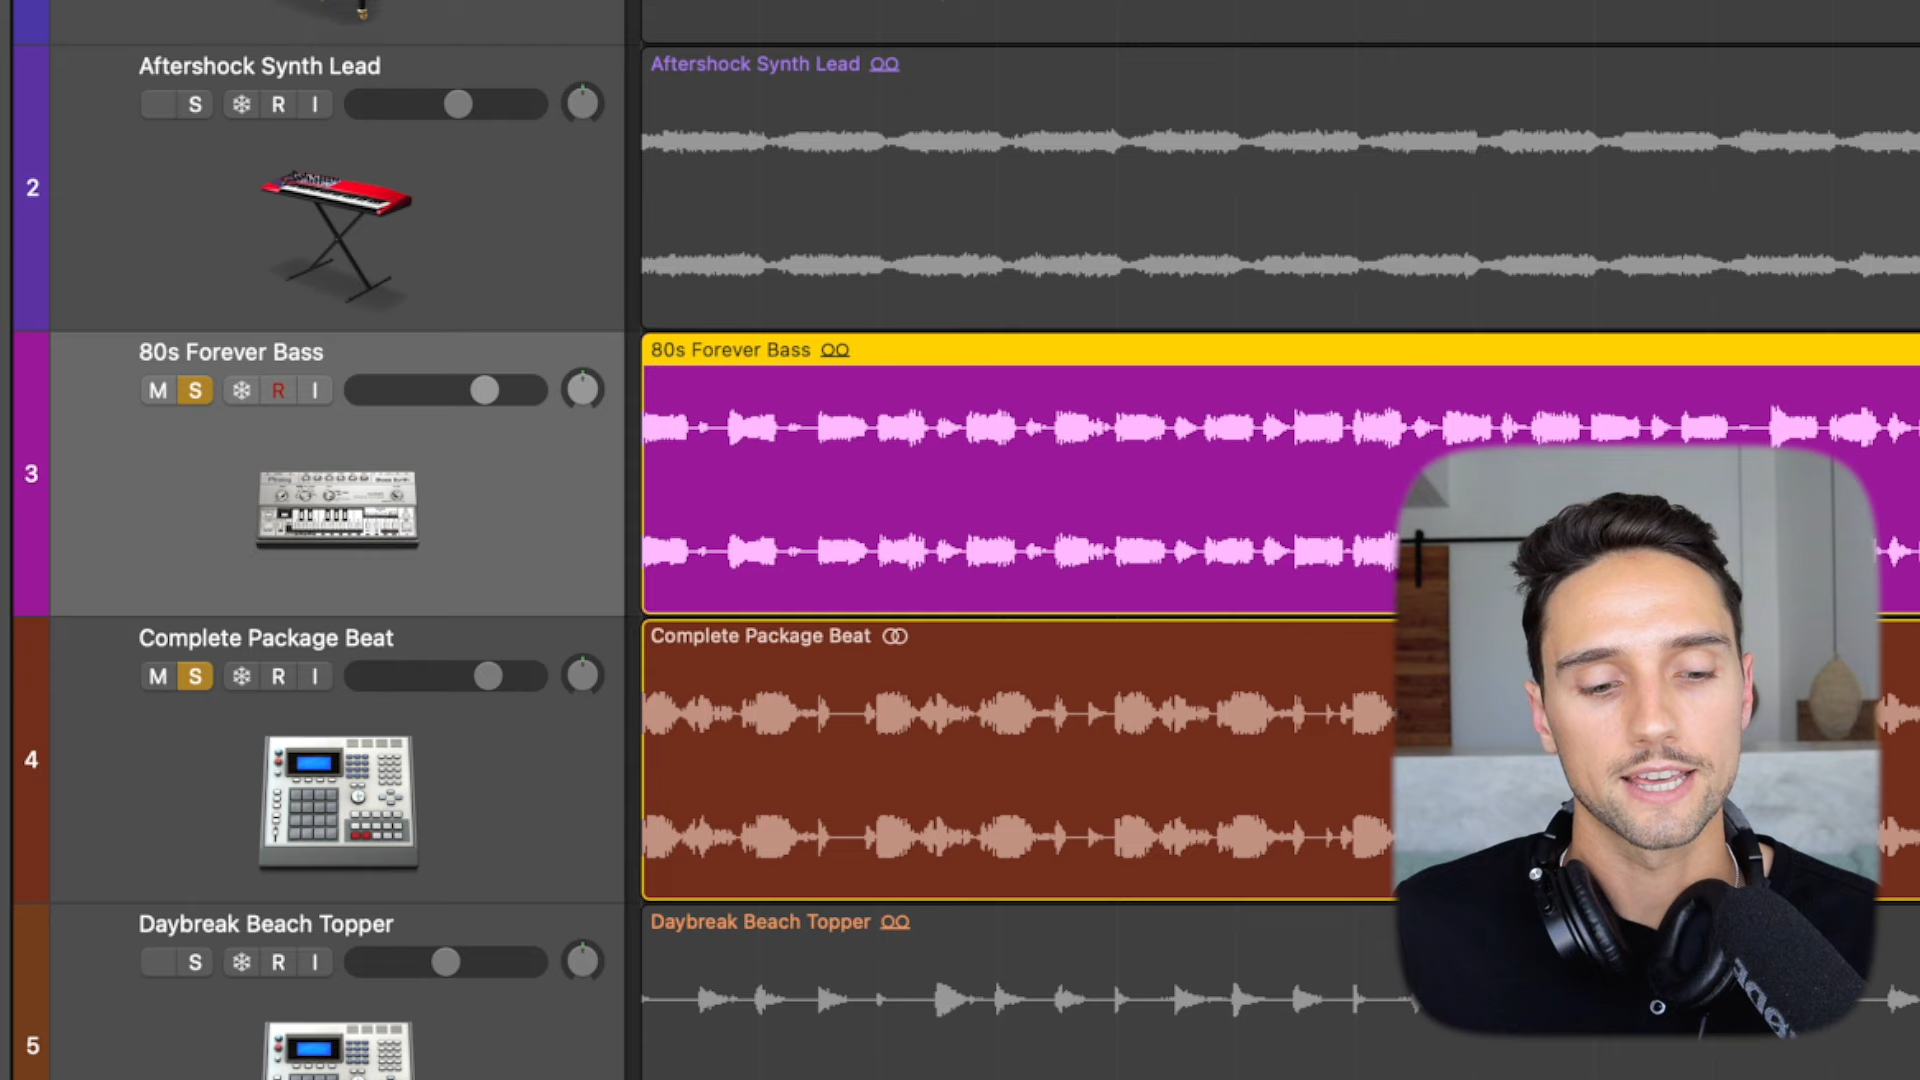 Aftershock Synth Lead
S R I
2
Aftershock Synth Lead
80s Forever Bass
M S R I
3
80s Forever Bass
Complete Package Beat
M S R I
4
Complete Package Beat
Daybreak Beach Topper
S R I
5
Daybreak Beach Topper